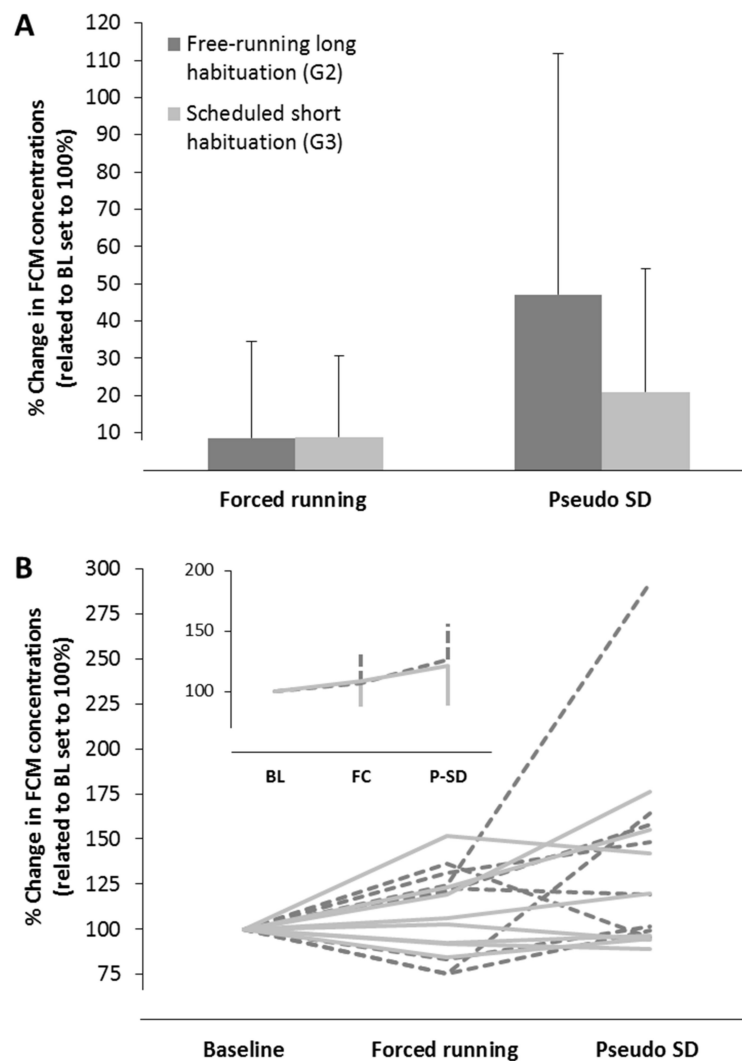 A
120
110
100
90
80
70
60
50
40
30
20
10
% Change in FCM concentrations
(related to BL set to 100%)
Free-running long
habituation (G2)
Scheduled short
habituation (G3)
Forced running
Pseudo SD
B
300
275
250
225
200
175
150
125
100
75
% Change in FCM concentrations
(related to BL set to 100%)
200
150
100
BL
FC
P-SD
Baseline
Forced running
Pseudo SD